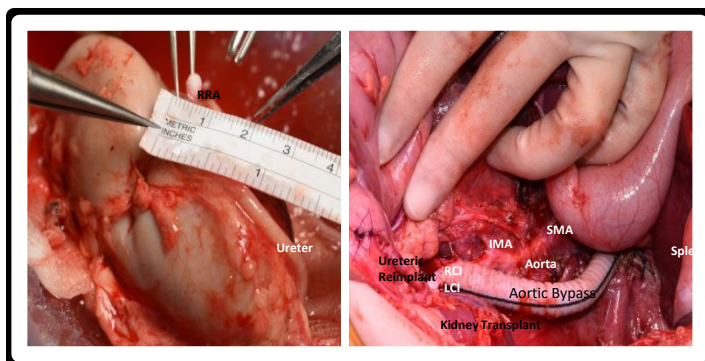 RRA
METRIC 1 2 3 4
INCHES 1
Ureter
SMA
IMA
Ureteric
Reimplant
Aorta
Sple
RCI
LCI
Aortic Bypass
Kidney Transplant